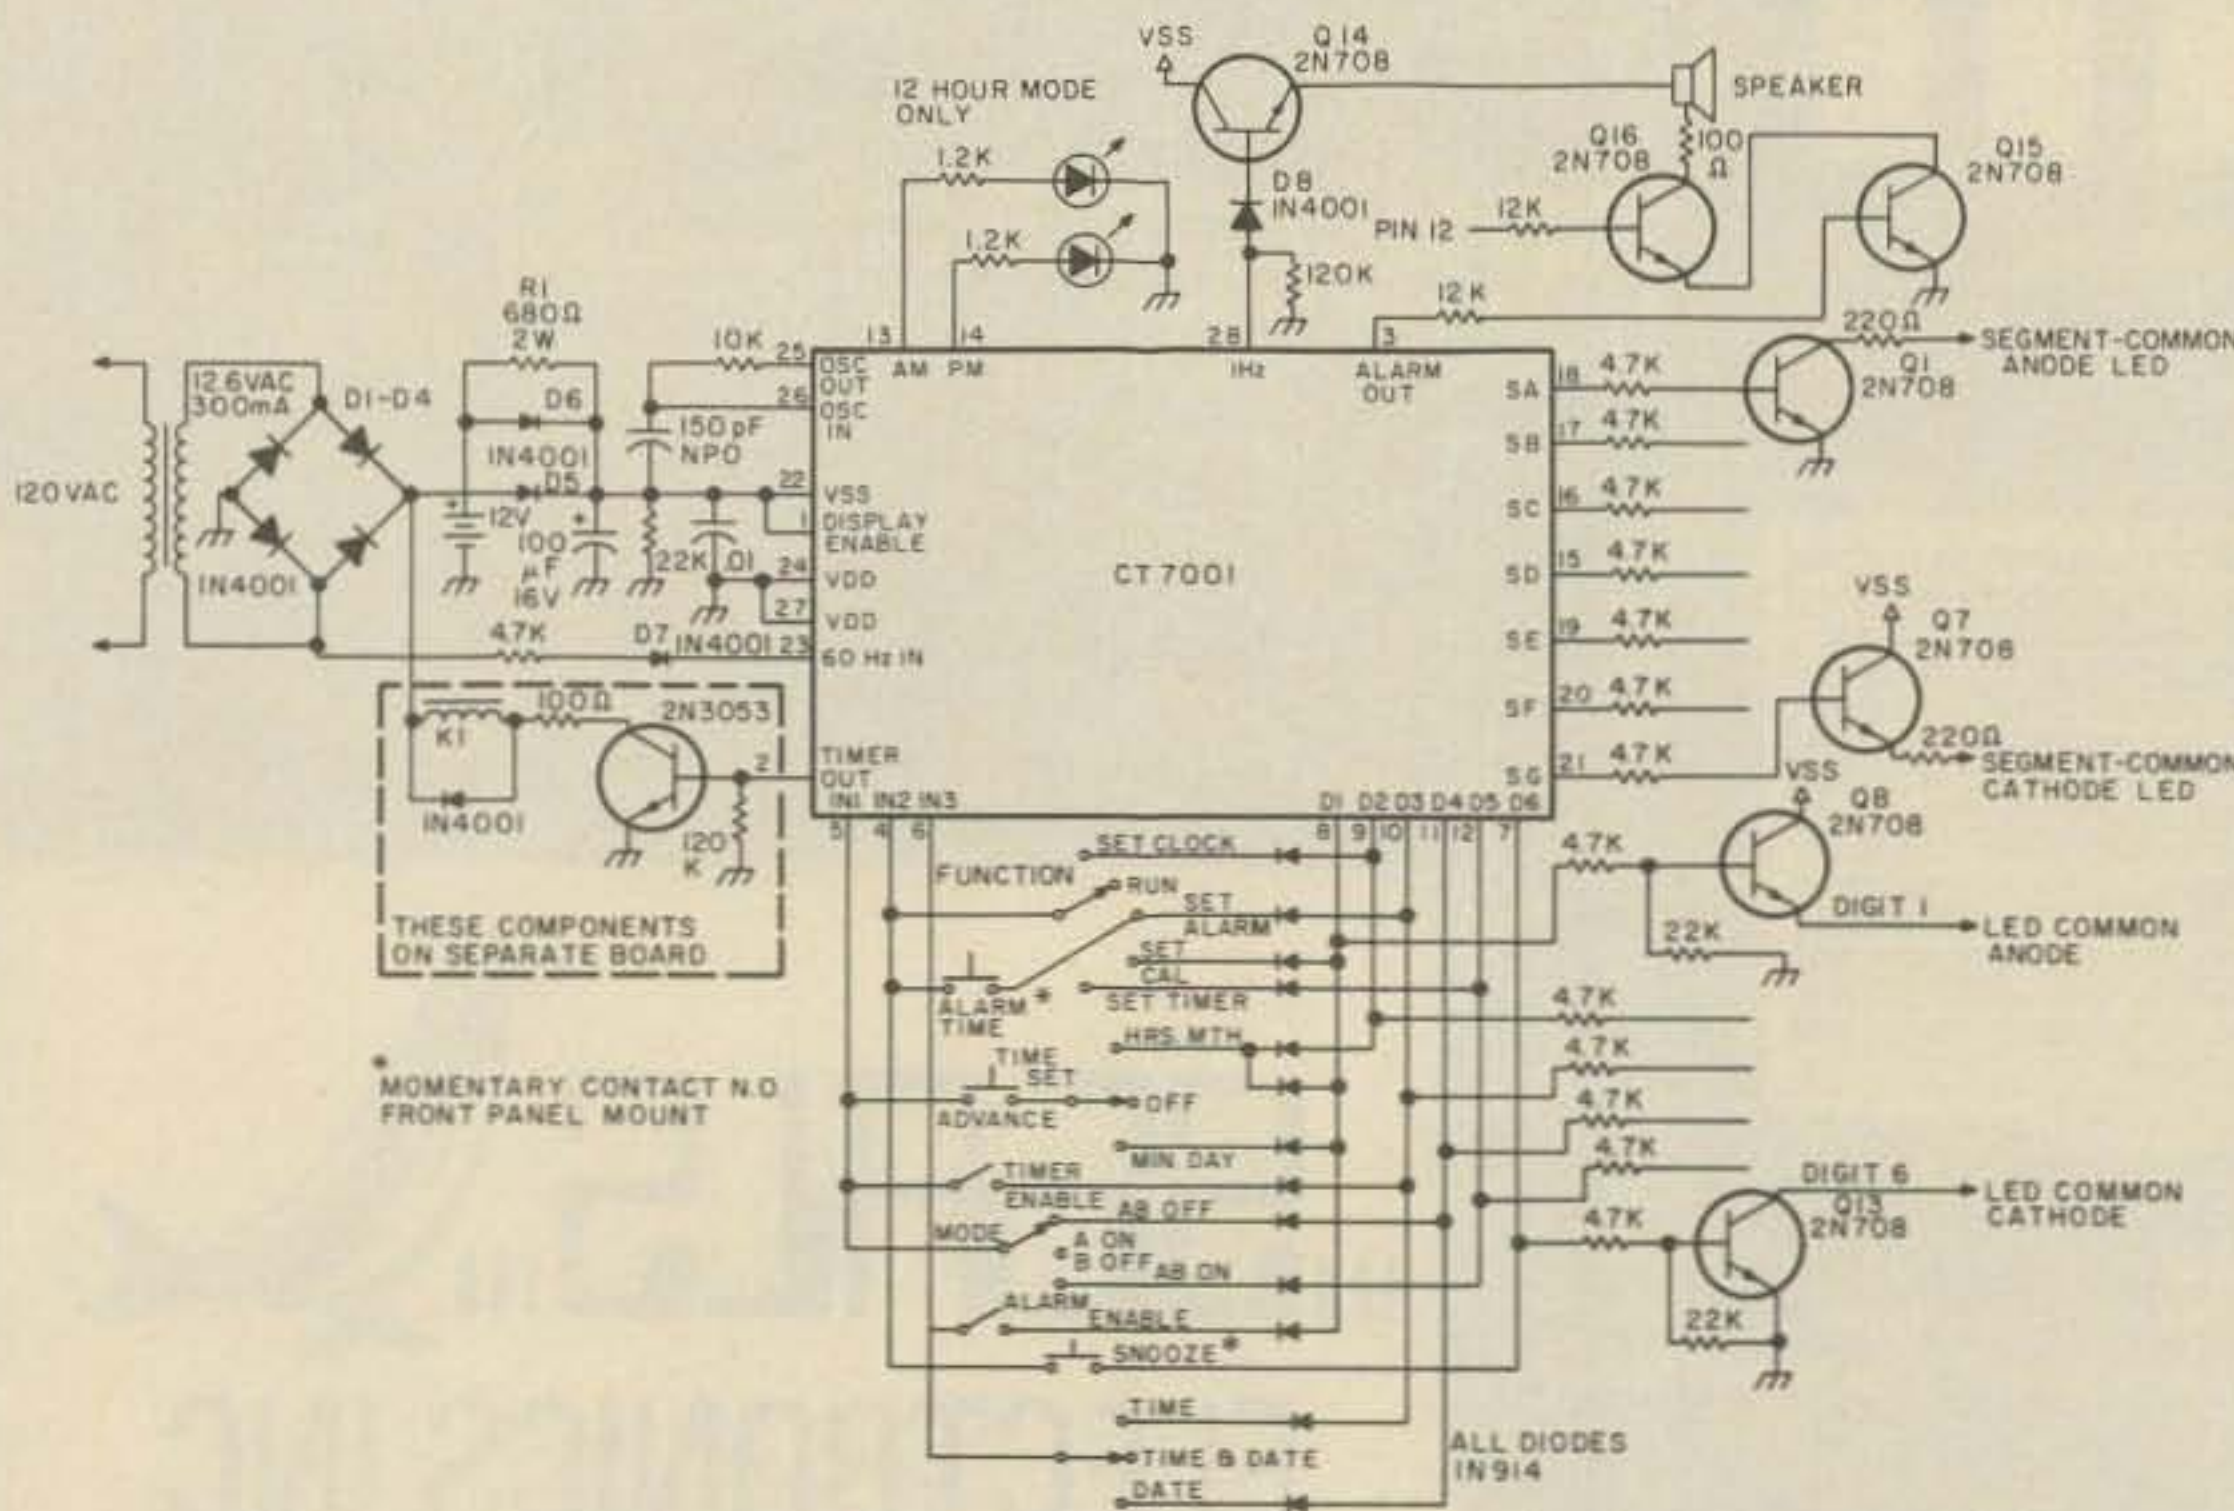 VSS
Q14
2N708
12 HOUR MODE
ONLY
SPEAKER
1.2K
Q16
2N708
100
Ω
Q15
2N708
D8
1N4001
PIN 12
12K
1.2K
120K
12K
R1
680Ω
2W
10K
25
13
14
28
3
220Ω
SEGMENT-COMMON
ANODE LED
Q1
2N708
12.6VAC
300mA
D1-D4
D6
1N4001
D5
26
150pF
NPO
OSC
OUT
OSC
IN
AM
PM
1Hz
ALARM
OUT
SA
18
4.7K
SB
17
4.7K
120VAC
12V
+
100
µF
16V
+
22K
.01
22
VSS
1
DISPLAY
ENABLE
24
VDD
27
VDD
CT7001
SC
16
4.7K
SD
15
4.7K
SE
19
4.7K
SF
20
4.7K
SG
21
4.7K
1N4001
47K
D7
1N4001
23
60 Hz IN
VSS
Q7
2N708
220Ω
SEGMENT-COMMON
CATHODE LED
K1
100Ω
2N3053
1N4001
2
TIMER
OUT
120
K
THESE COMPONENTS
ON SEPARATE BOARD
IN1 IN2 IN3
D1 D2 D3 D4 D5 D6
5
4
6
8
9
10
11
12
7
VSS
Q8
2N708
4.7K
22K
DIGIT 1
LED COMMON
ANODE
SET CLOCK
FUNCTION
RUN
SET
ALARM
SET
CAL
SET TIMER
ALARM *
TIME
HRS. MTH
TIME
SET
ADVANCE
OFF
MIN. DAY
TIMER
ENABLE
MODE
AB OFF
A ON
B OFF
AB ON
ALARM
ENABLE
SNOOZE *
TIME
TIME & DATE
DATE
4.7K
4.7K
4.7K
4.7K
4.7K
DIGIT 6
Q13
2N708
LED COMMON
CATHODE
22K
ALL DIODES
1N914
*
MOMENTARY CONTACT N.O
FRONT PANEL MOUNT